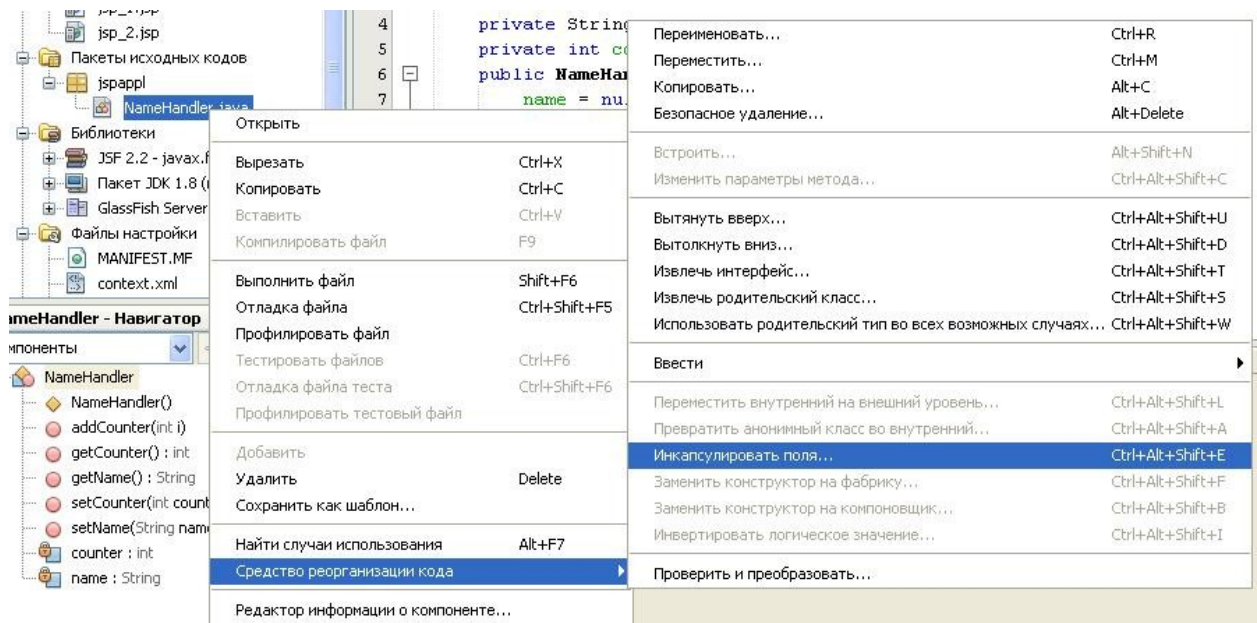 jsp_2.jsp
Пакеты исходных кодов
jspappl
NameHandler.java
Библиотеки
JSF 2.2 - javax.f
Пакет JDK 1.8 (
GlassFish Server
Файлы настройки
MANIFEST.MF
context.xml
ameHandler - Навигатор
мпоненты
NameHandler
NameHandler()
addCounter(int i)
getCounter() : int
getName() : String
setCounter(int count
setName(String nam
counter : int
name : String
4 private String
5 private int co
6 public NameHan
7 name = nu
Открыть
Вырезать Ctrl+X
Копировать Ctrl+C
Вставить Ctrl+V
Компилировать файл F9
Выполнить файл Shift+F6
Отладка файла Ctrl+Shift+F5
Профилировать файл
Тестировать файлов Ctrl+F6
Отладка файла теста Ctrl+Shift+F6
Профилировать тестовый файл
Добавить
Удалить Delete
Сохранить как шаблон...
Найти случаи использования Alt+F7
Средство реорганизации кода
Редактор информации о компоненте...
Переименовать... Ctrl+R
Переместить... Ctrl+M
Копировать... Alt+C
Безопасное удаление... Alt+Delete
Встроить... Alt+Shift+N
Изменить параметры метода... Ctrl+Alt+Shift+C
Вытянуть вверх... Ctrl+Alt+Shift+U
Вытолкнуть вниз... Ctrl+Alt+Shift+D
Извлечь интерфейс... Ctrl+Alt+Shift+T
Извлечь родительский класс... Ctrl+Alt+Shift+S
Использовать родительский тип во всех возможных случаях... Ctrl+Alt+Shift+W
Ввести
Переместить внутренний на внешний уровень... Ctrl+Alt+Shift+L
Превратить анонимный класс во внутренний... Ctrl+Alt+Shift+A
Инкапсулировать поля... Ctrl+Alt+Shift+E
Заменить конструктор на фабрику... Ctrl+Alt+Shift+F
Заменить конструктор на компоновщик... Ctrl+Alt+Shift+B
Инвертировать логическое значение... Ctrl+Alt+Shift+I
Проверить и преобразовать...